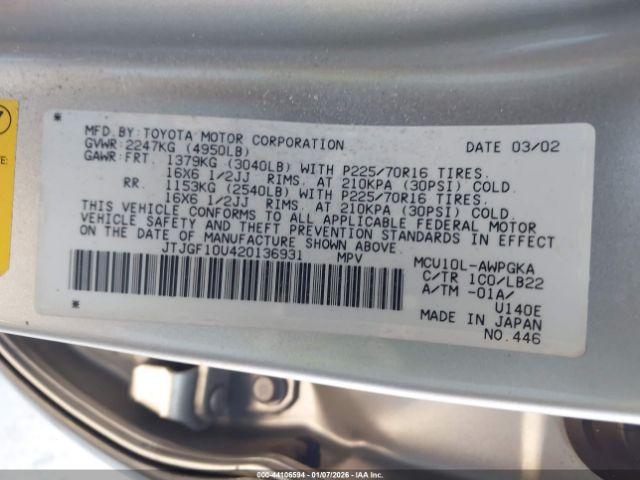 MFD.BY:TOYOTA MOTOR CORPORATION DATE 03/02
GVWR:2247KG (4950LB)
GAWR:FRT. 1379KG (3040LB) WITH P225/70R16 TIRES.
16X6 1/2JJ RIMS. AT 210KPA (30PSI) COLD.
RR. 1153KG (2540LB) WITH P225/70R16 TIRES.
16X6 1/2JJ RIMS. AT 210KPA (30PSI) COLD.
THIS VEHICLE CONFORMS TO ALL APPLICABLE FEDERAL MOTOR
VEHICLE SAFETY AND THEFT PREVENTION STANDARDS IN EFFECT
ON THE DATE OF MANUFACTURE SHOWN ABOVE.
JTJGF10U420136931 MPV MCU10L-AWPGKA
C/TR 1C0/LB22
A/TM -01A/
U140E
MADE IN JAPAN
NO.446
000-44106594 - 01/07/2026 - IAA Inc.